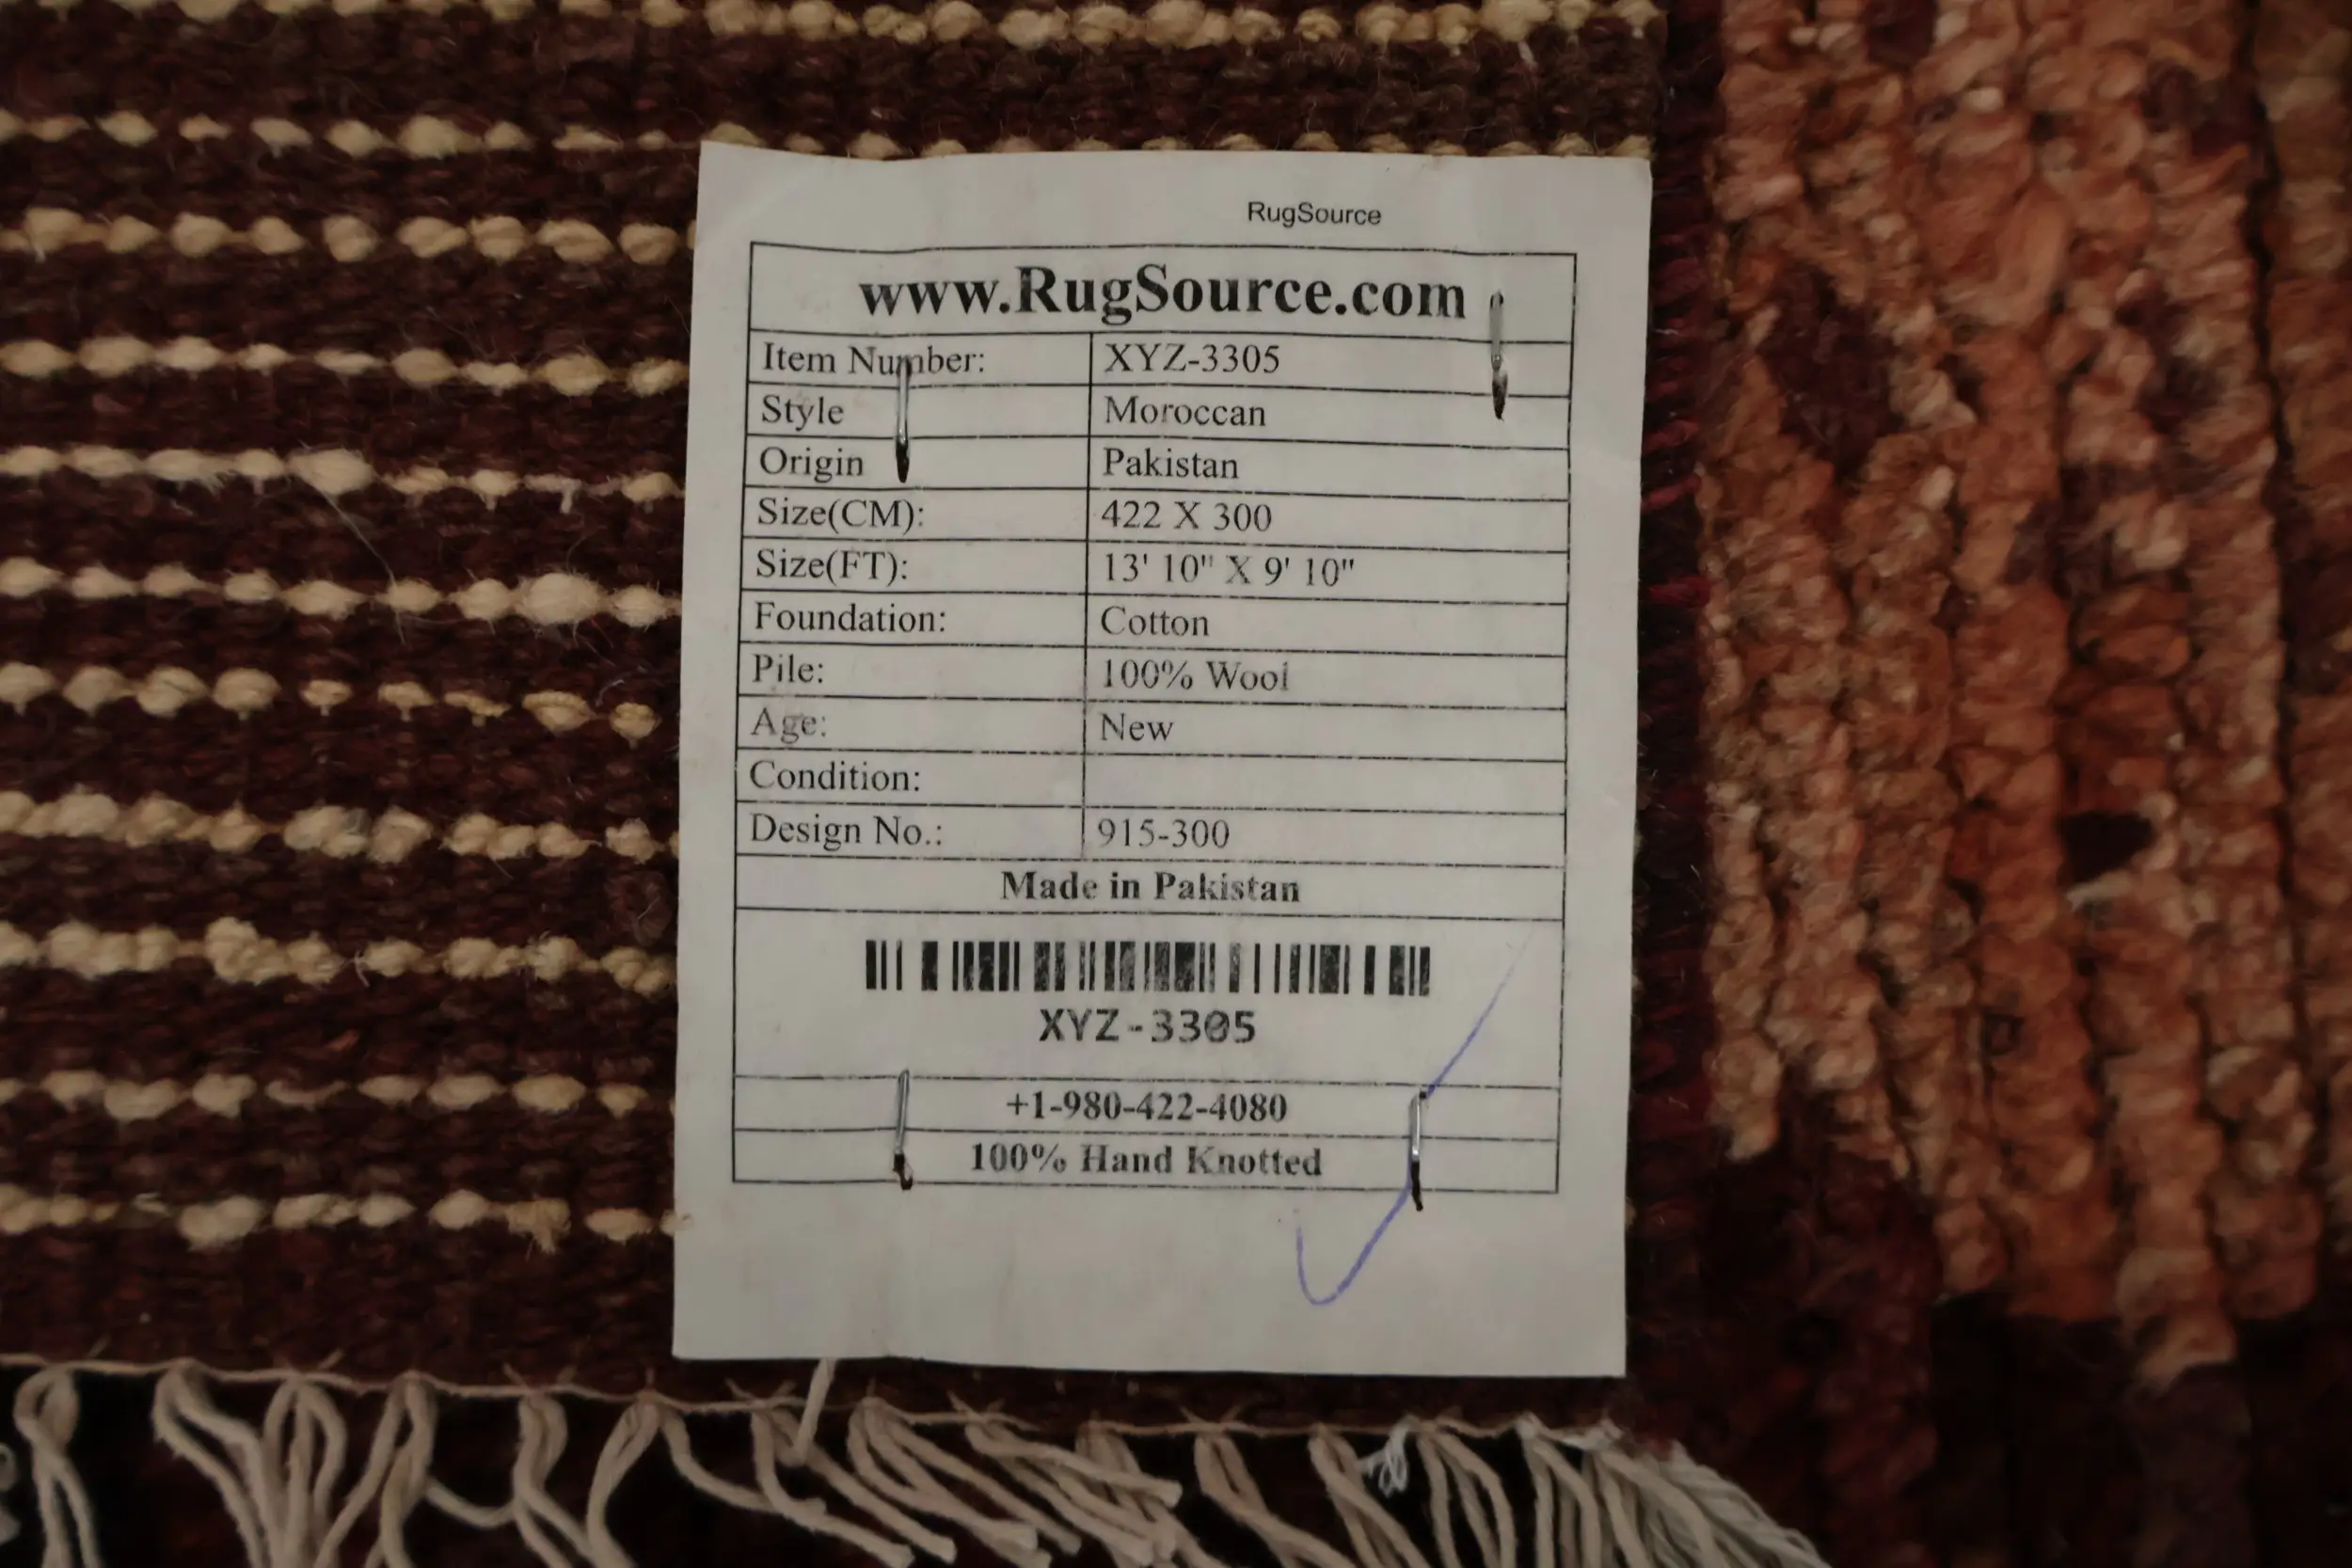 RugSource
www.RugSource.com
Item Number: XYZ-3305
Style Moroccan
Origin Pakistan
Size(CM): 422 X 300
Size(FT): 13' 10" X 9' 10"
Foundation: Cotton
Pile: 100% Wool
Age: New
Condition:
Design No.: 915-300
Made in Pakistan
XYZ-3305
+1-980-422-4080
100% Hand Knotted